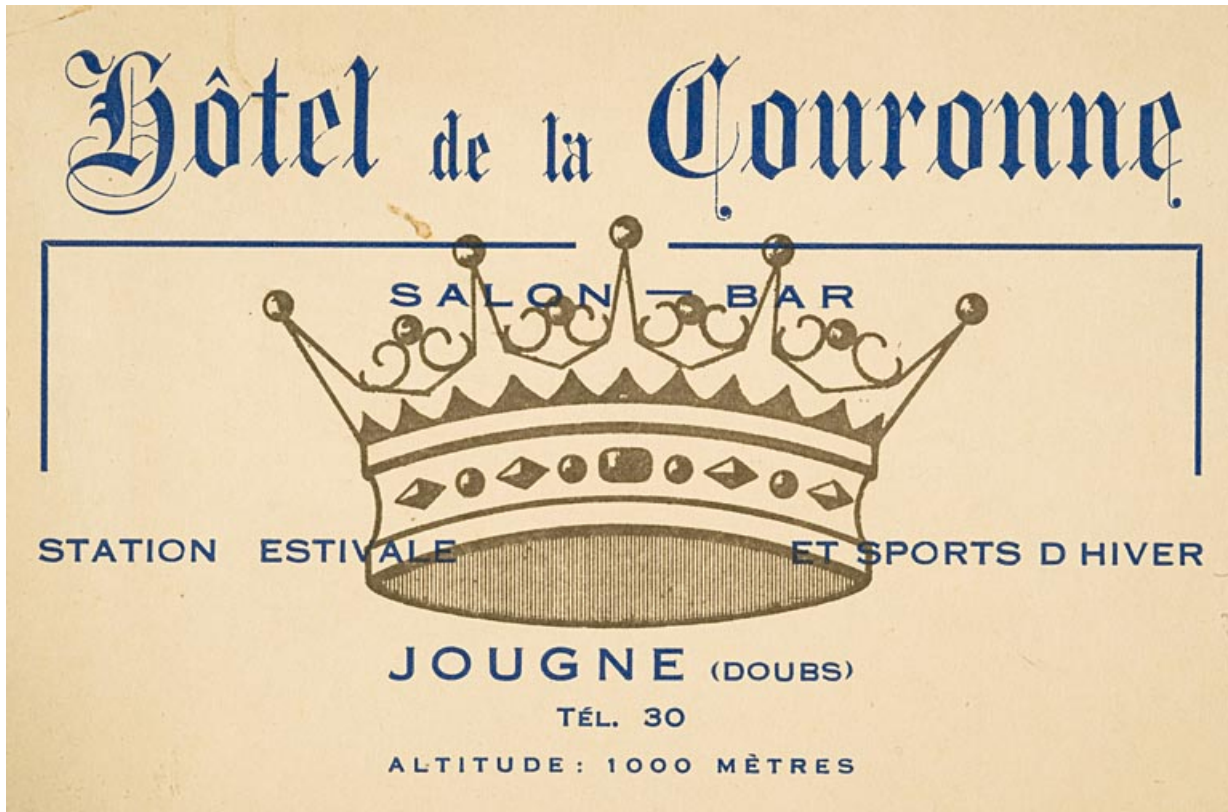 Hôtel de la Couronne
SALON — BAR
STATION ESTIVALE ET SPORTS D HIVER
JOUGNE (DOUBS)
TÉL. 30
ALTITUDE: 1000 MÈTRES